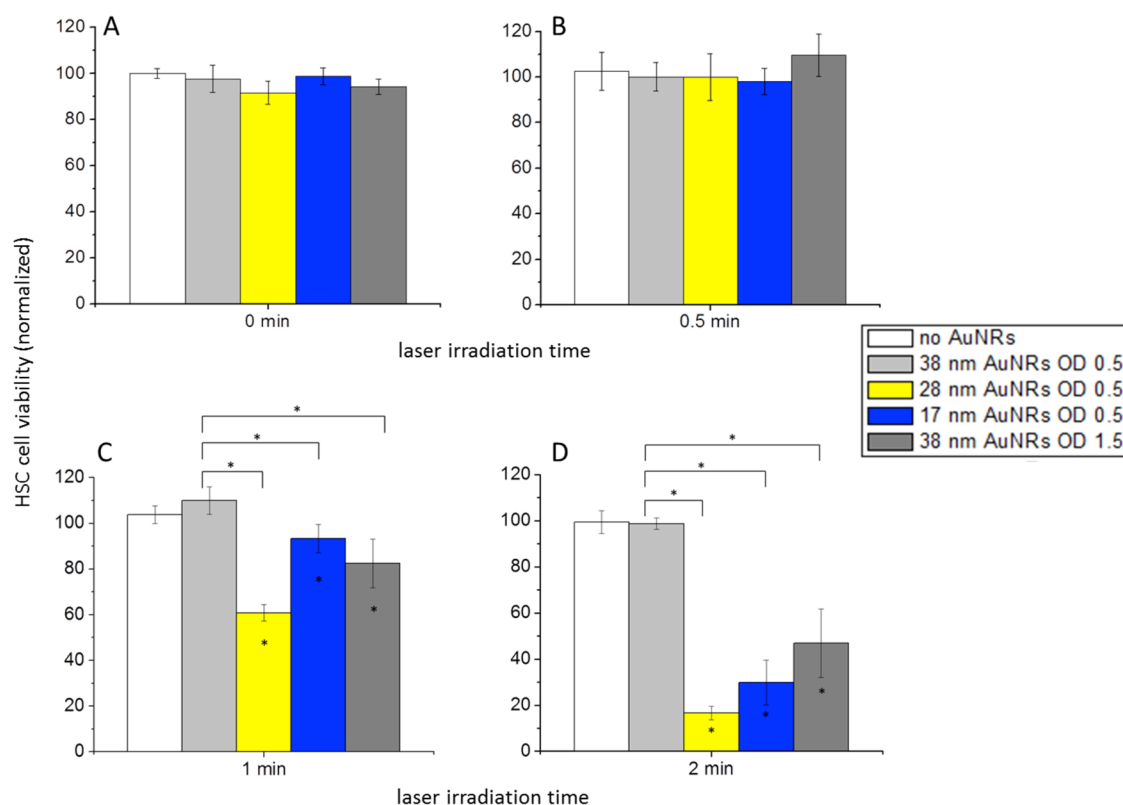 HSC cell viability (normalized)
A
120
100
80
60
40
20
0
0 min
B
120
100
80
60
40
20
0
0.5 min
laser irradiation time
no AuNRs
38 nm AuNRs OD 0.5
28 nm AuNRs OD 0.5
17 nm AuNRs OD 0.5
38 nm AuNRs OD 1.5
C
*
*
*
120
100
80
60
40
20
0
*
*
*
1 min
D
*
*
*
120
100
80
60
40
20
0
*
*
*
2 min
laser irradiation time